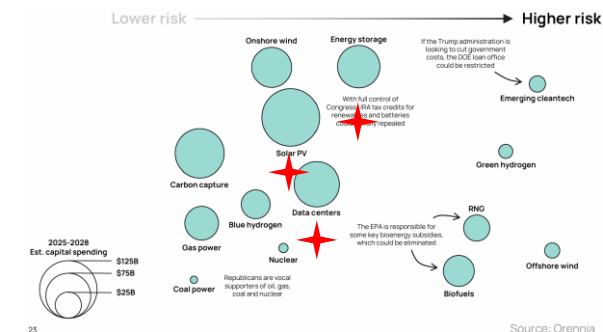 Lower risk
Higher risk
Onshore wind
Energy storage
If the Trump administration is
looking to cut government
costs, the DOE loan office
could be restricted
Emerging cleantech
With full control of
Congress, IRA tax credits for
renewables and batteries
repealed
Solar PV
Carbon capture
Green hydrogen
Data centers
Blue hydrogen
RNG
The EPA is responsible for
some key bioenergy subsidies,
which could be eliminated
Gas power
Nuclear
Offshore wind
Biofuels
Coal power
Republicans are vocal
supporters of oil, gas,
coal and nuclear
2025-2028
Est. capital spending
$125B
$75B
$25B
23
Source: Orennia